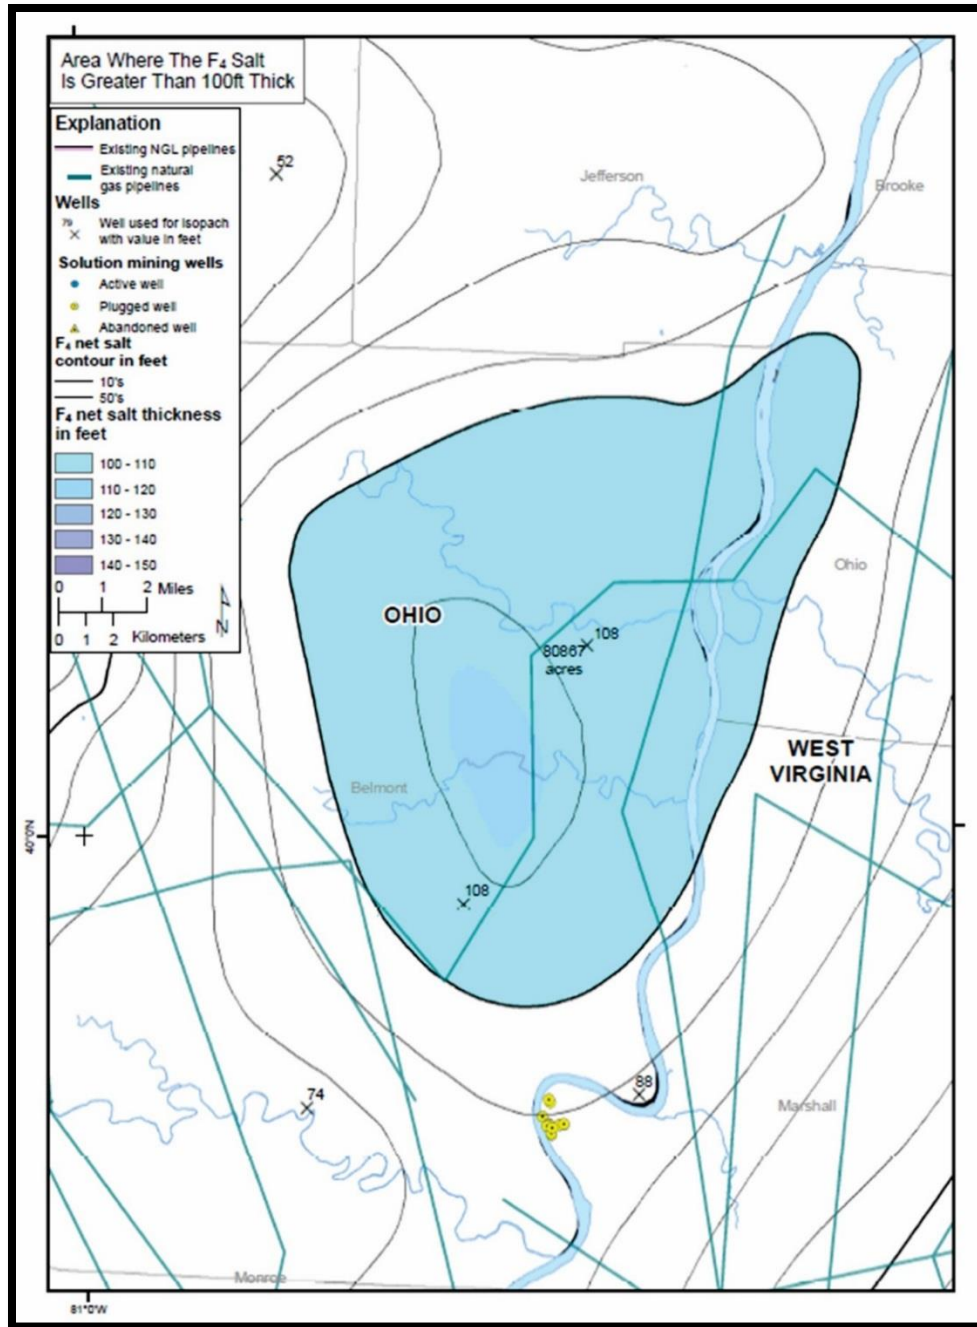 Area Where The F₄ Salt
Is Greater Than 100ft Thick
Explanation
Existing NGL pipelines
Existing natural
gas pipelines
Wells
79
Well used for isopach
with value in feet
Solution mining wells
Active well
Plugged well
Abandoned well
F₄ net salt
contour in feet
10's
50's
F₄ net salt thickness
in feet
100 - 110
110 - 120
120 - 130
130 - 140
140 - 150
0 1 2 Miles
0 1 2 Kilometers
N
52
Jefferson
Brooke
Ohio
OHIO
108
80867
acres
WEST
VIRGINIA
Belmont
40°0'N
108
88
74
Marshall
Monroe
81°0'W